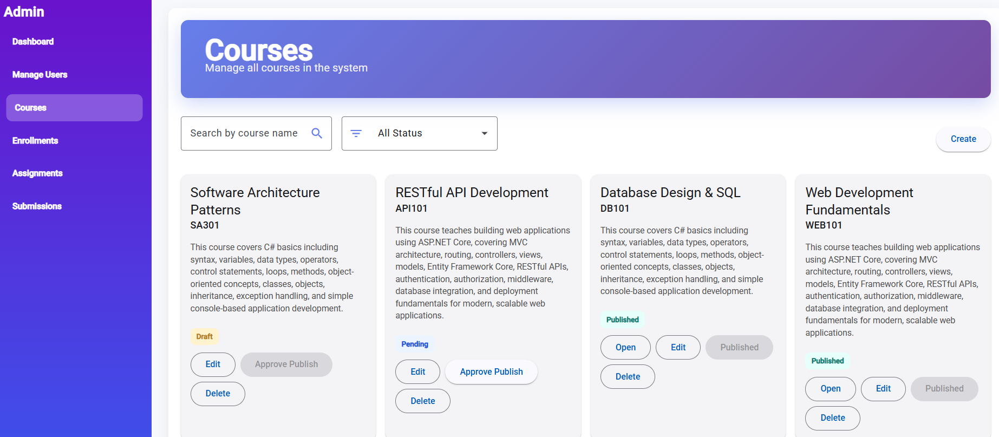 Admin
Dashboard
Manage Users
Courses
Enrollments
Assignments
Submissions
Courses
Manage all courses in the system
Search by course name
All Status
Create
Software Architecture
Patterns
SA301
This course covers C# basics including
syntax, variables, data types, operators,
control statements, loops, methods, object-
oriented concepts, classes, objects,
inheritance, exception handling, and simple
console-based application development.
Draft
Edit
Approve Publish
Delete
RESTful API Development
API101
This course teaches building web applications
using ASP.NET Core, covering MVC
architecture, routing, controllers, views,
models, Entity Framework Core, RESTful APIs,
authentication, authorization, middleware,
database integration, and deployment
fundamentals for modern, scalable web
applications.
Pending
Edit
Approve Publish
Delete
Database Design & SQL
DB101
This course covers C# basics including
syntax, variables, data types, operators,
control statements, loops, methods, object-
oriented concepts, classes, objects,
inheritance, exception handling, and simple
console-based application development.
Published
Open
Edit
Published
Delete
Web Development
Fundamentals
WEB101
This course teaches building web applications
using ASP.NET Core, covering MVC
architecture, routing, controllers, views,
models, Entity Framework Core, RESTful APIs,
authentication, authorization, middleware,
database integration, and deployment
fundamentals for modern, scalable web
applications.
Published
Open
Edit
Published
Delete